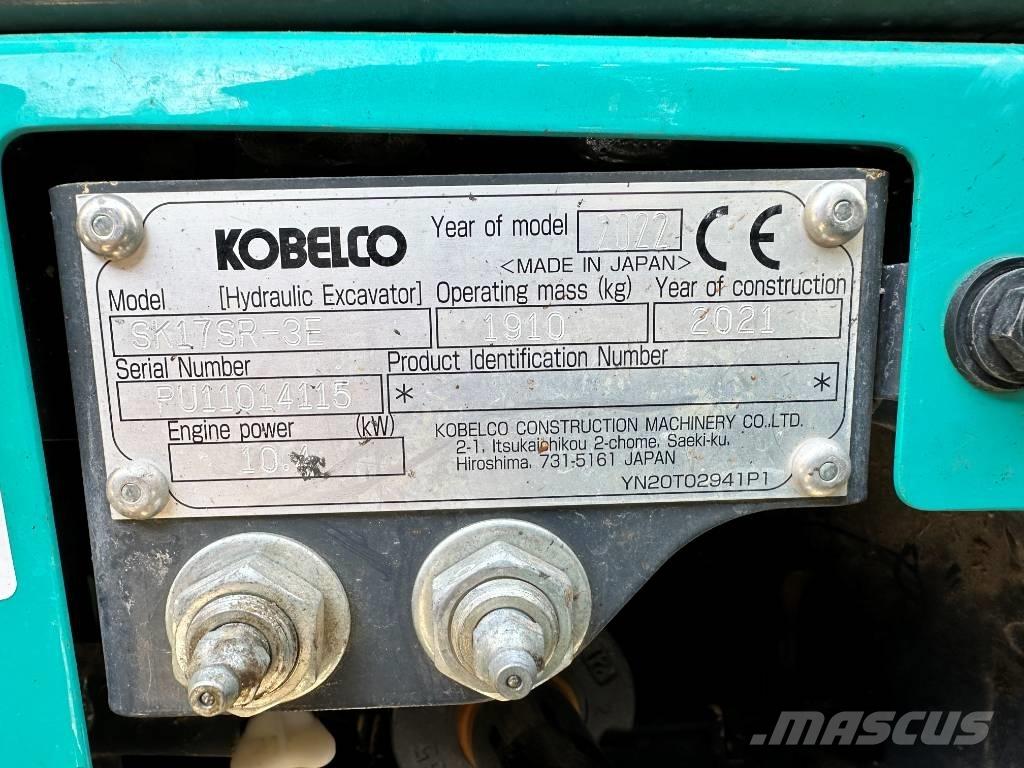 KOBELCO
Year of model 2022 CE
<MADE IN JAPAN>
Model [Hydraulic Excavator] Operating mass (kg) Year of construction
SK17SR-3E 1910 2021
Serial Number Product Identification Number
PU11014115 * *
Engine power (kW)
10.4
KOBELCO CONSTRUCTION MACHINERY CO.,LTD.
2-1, Itsukaichikou 2-chome, Saeki-ku,
Hiroshima, 731-5161 JAPAN
YN20T02941P1
MASCUS